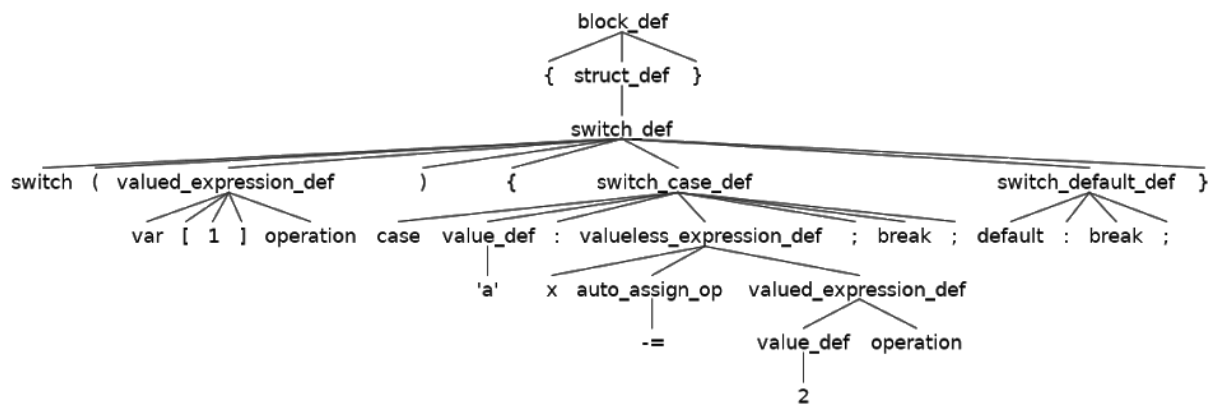 block_def
{ struct_def }
switch_def
switch ( valued_expression_def ) { switch_case_def switch_default_def }
var [ 1 ] operation case value_def : valueless_expression_def ; break ; default : break ;
'a' x auto_assign_op valued_expression_def
-= value_def operation
2